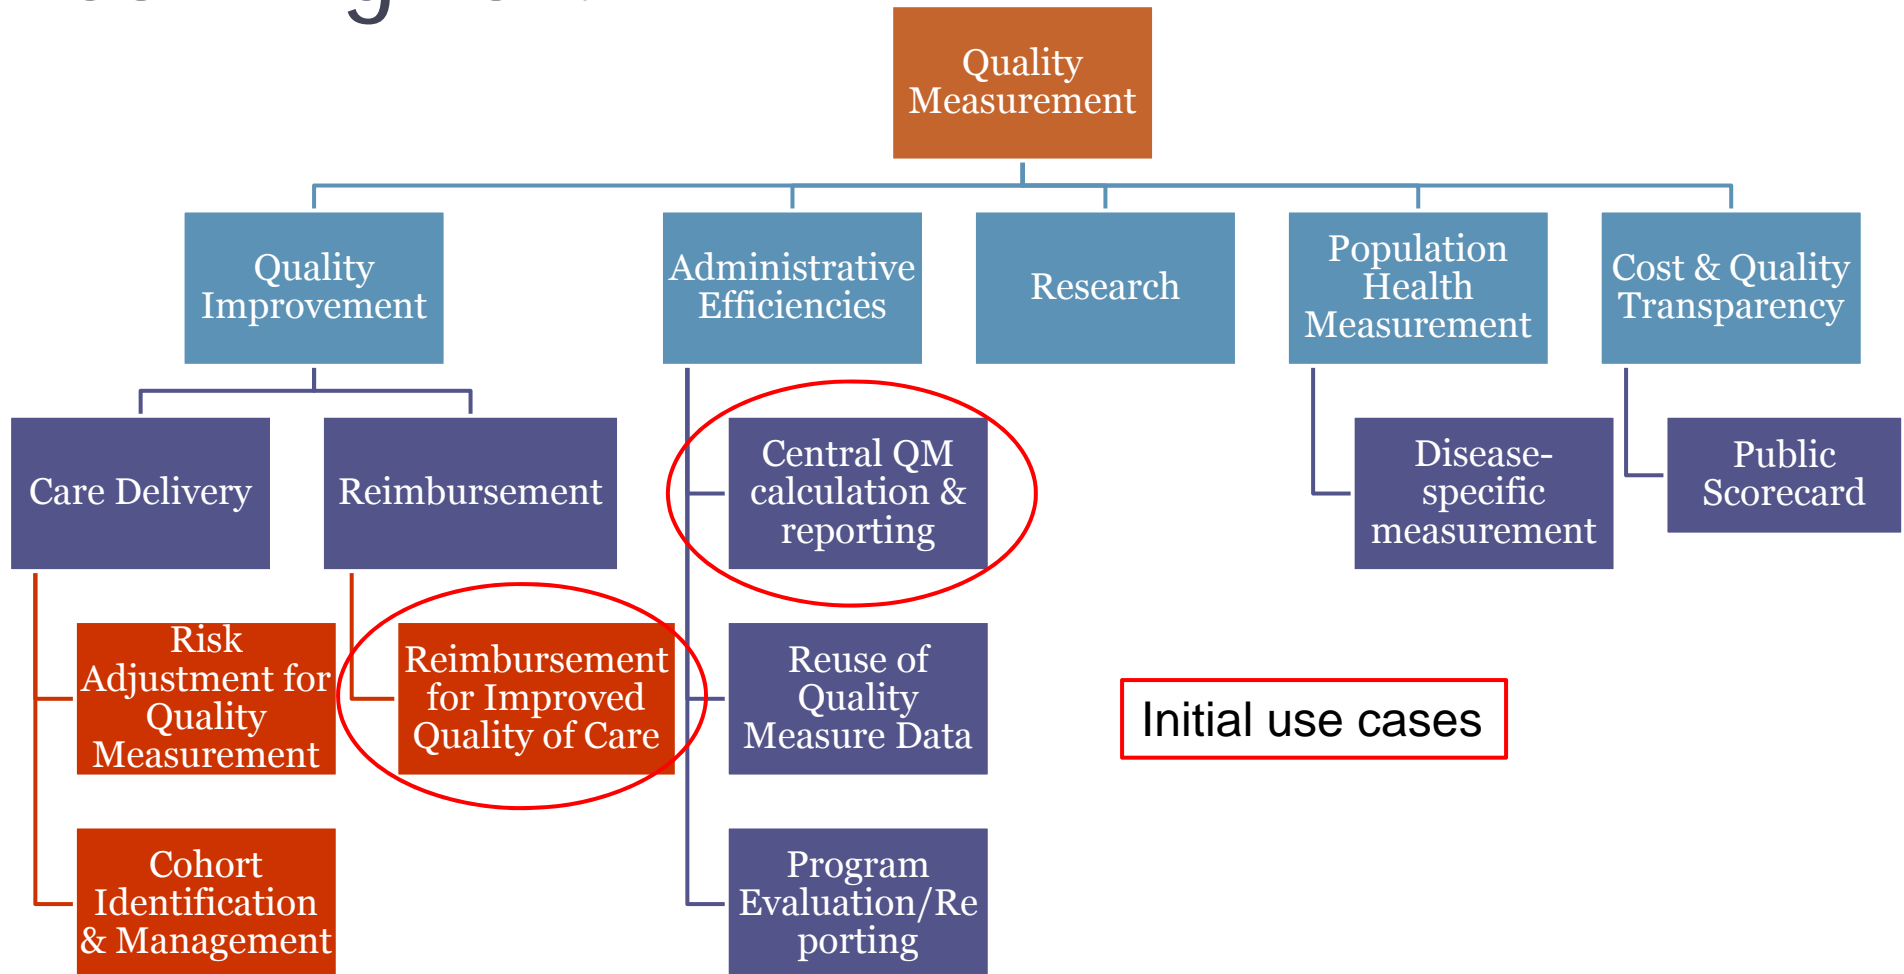 Quality
Measurement
Quality
Improvement
Administrative
Efficiencies
Research
Population
Health
Measurement
Cost & Quality
Transparency
Care Delivery
Reimbursement
Central QM
calculation &
reporting
Disease-
specific
measurement
Public
Scorecard
Risk
Adjustment for
Quality
Measurement
Reimbursement
for Improved
Quality of Care
Reuse of
Quality
Measure Data
Initial use cases
Cohort
Identification
& Management
Program
Evaluation/Re
porting